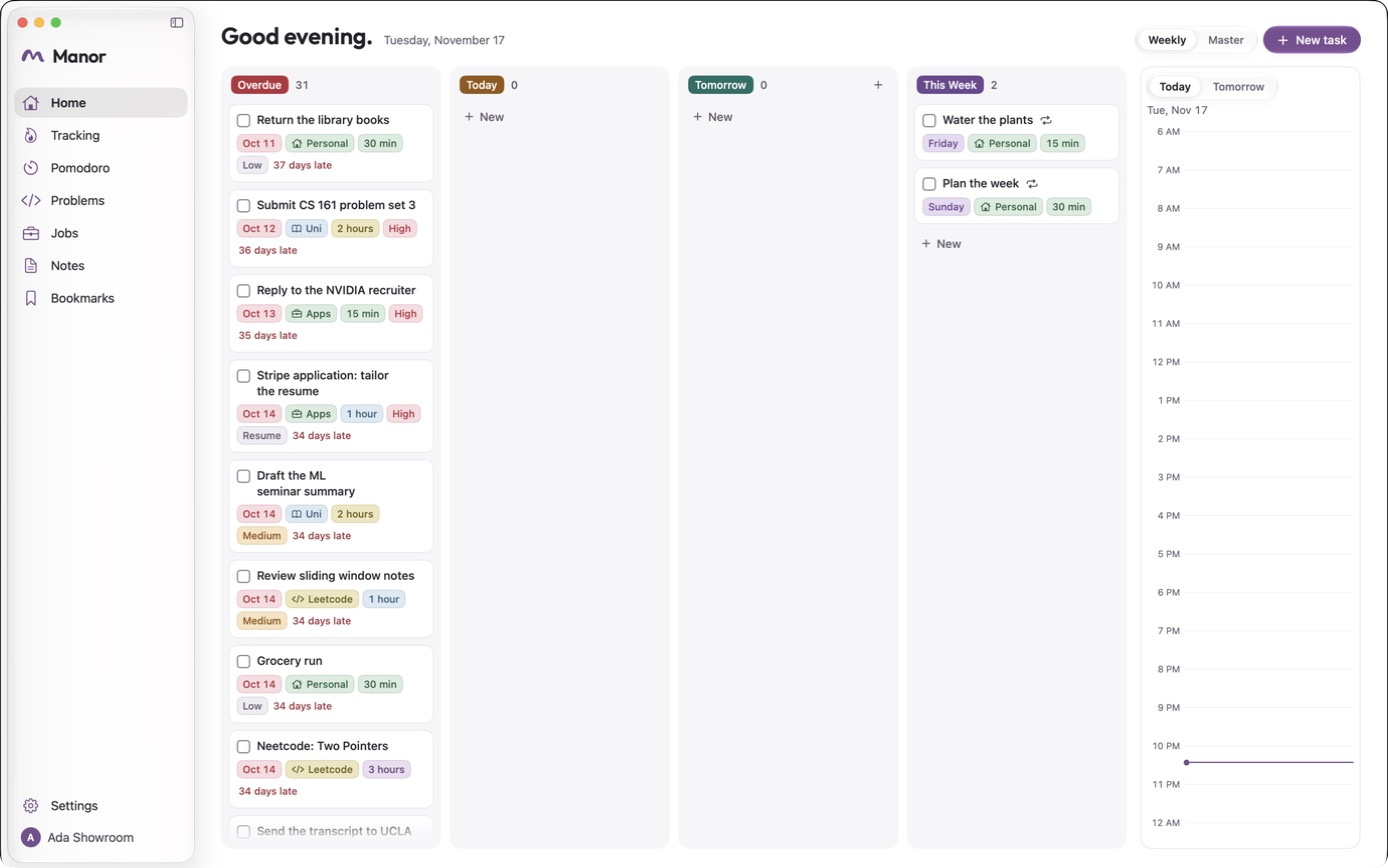 Manor
Home
Tracking
Pomodoro
Problems
Jobs
Notes
Bookmarks
Settings
A Ada Showroom
Good evening. Tuesday, November 17
Weekly Master + New task
Overdue 31
Return the library books
Oct 11 Personal 30 min
Low 37 days late
Submit CS 161 problem set 3
Oct 12 Uni 2 hours High
36 days late
Reply to the NVIDIA recruiter
Oct 13 Apps 15 min High
35 days late
Stripe application: tailor
the resume
Oct 14 Apps 1 hour High
Resume 34 days late
Draft the ML
seminar summary
Oct 14 Uni 2 hours
Medium 34 days late
Review sliding window notes
Oct 14 </> Leetcode 1 hour
Medium 34 days late
Grocery run
Oct 14 Personal 30 min
Low 34 days late
Neetcode: Two Pointers
Oct 14 </> Leetcode 3 hours
34 days late
Send the transcript to UCLA
Today 0
+ New
Tomorrow 0 +
+ New
This Week 2
Water the plants
Friday Personal 15 min
Plan the week
Sunday Personal 30 min
+ New
Today Tomorrow
Tue, Nov 17
6 AM
7 AM
8 AM
9 AM
10 AM
11 AM
12 PM
1 PM
2 PM
3 PM
4 PM
5 PM
6 PM
7 PM
8 PM
9 PM
10 PM
11 PM
12 AM